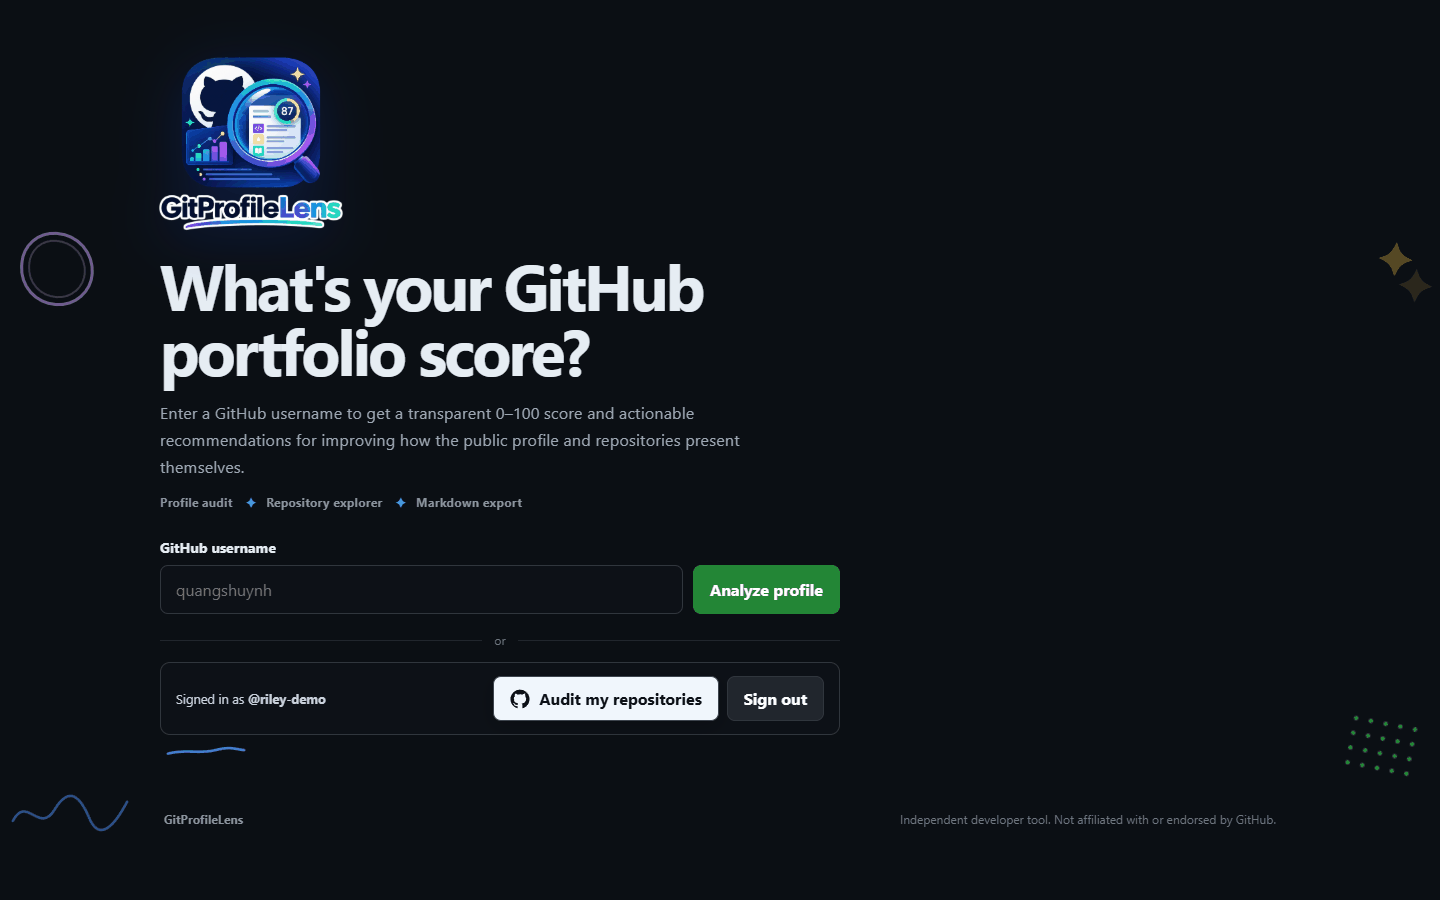 87
GitProfileLens
What's your GitHub
portfolio score?
Enter a GitHub username to get a transparent 0–100 score and actionable
recommendations for improving how the public profile and repositories present
themselves.
Profile audit ✦ Repository explorer ✦ Markdown export
GitHub username
quangshuynh
Analyze profile
or
Signed in as @riley-demo
Audit my repositories
Sign out
GitProfileLens
Independent developer tool. Not affiliated with or endorsed by GitHub.